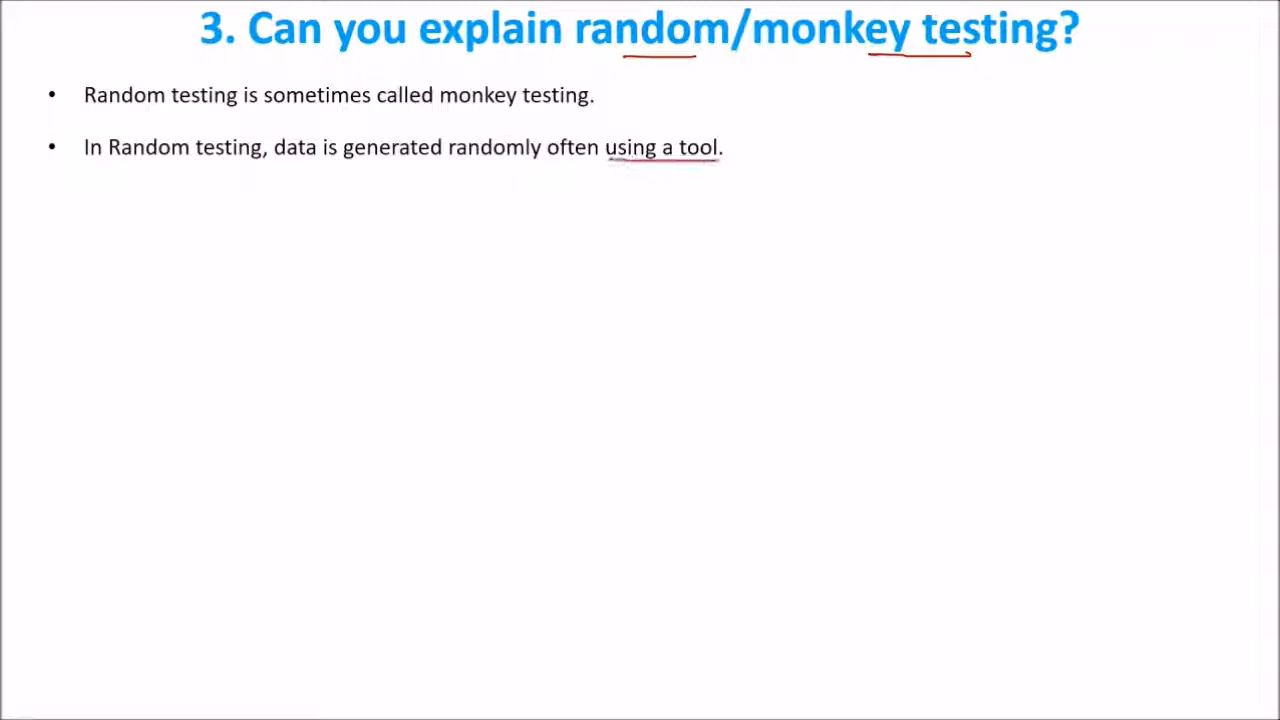 3. Can you explain random/monkey testing?
• Random testing is sometimes called monkey testing.
• In Random testing, data is generated randomly often using a tool.